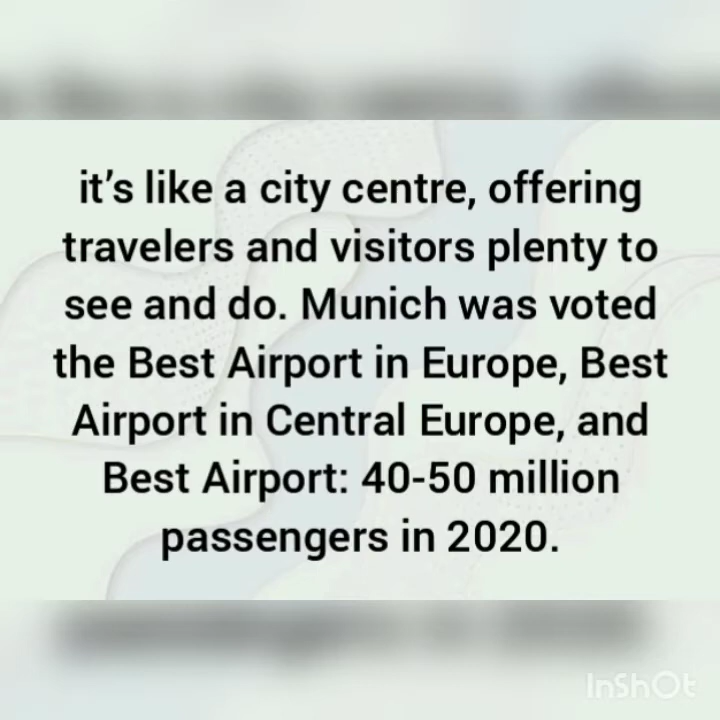 it's like a city centre, offering
travelers and visitors plenty to
see and do. Munich was voted
the Best Airport in Europe, Best
Airport in Central Europe, and
Best Airport: 40-50 million
passengers in 2020.
InShOt